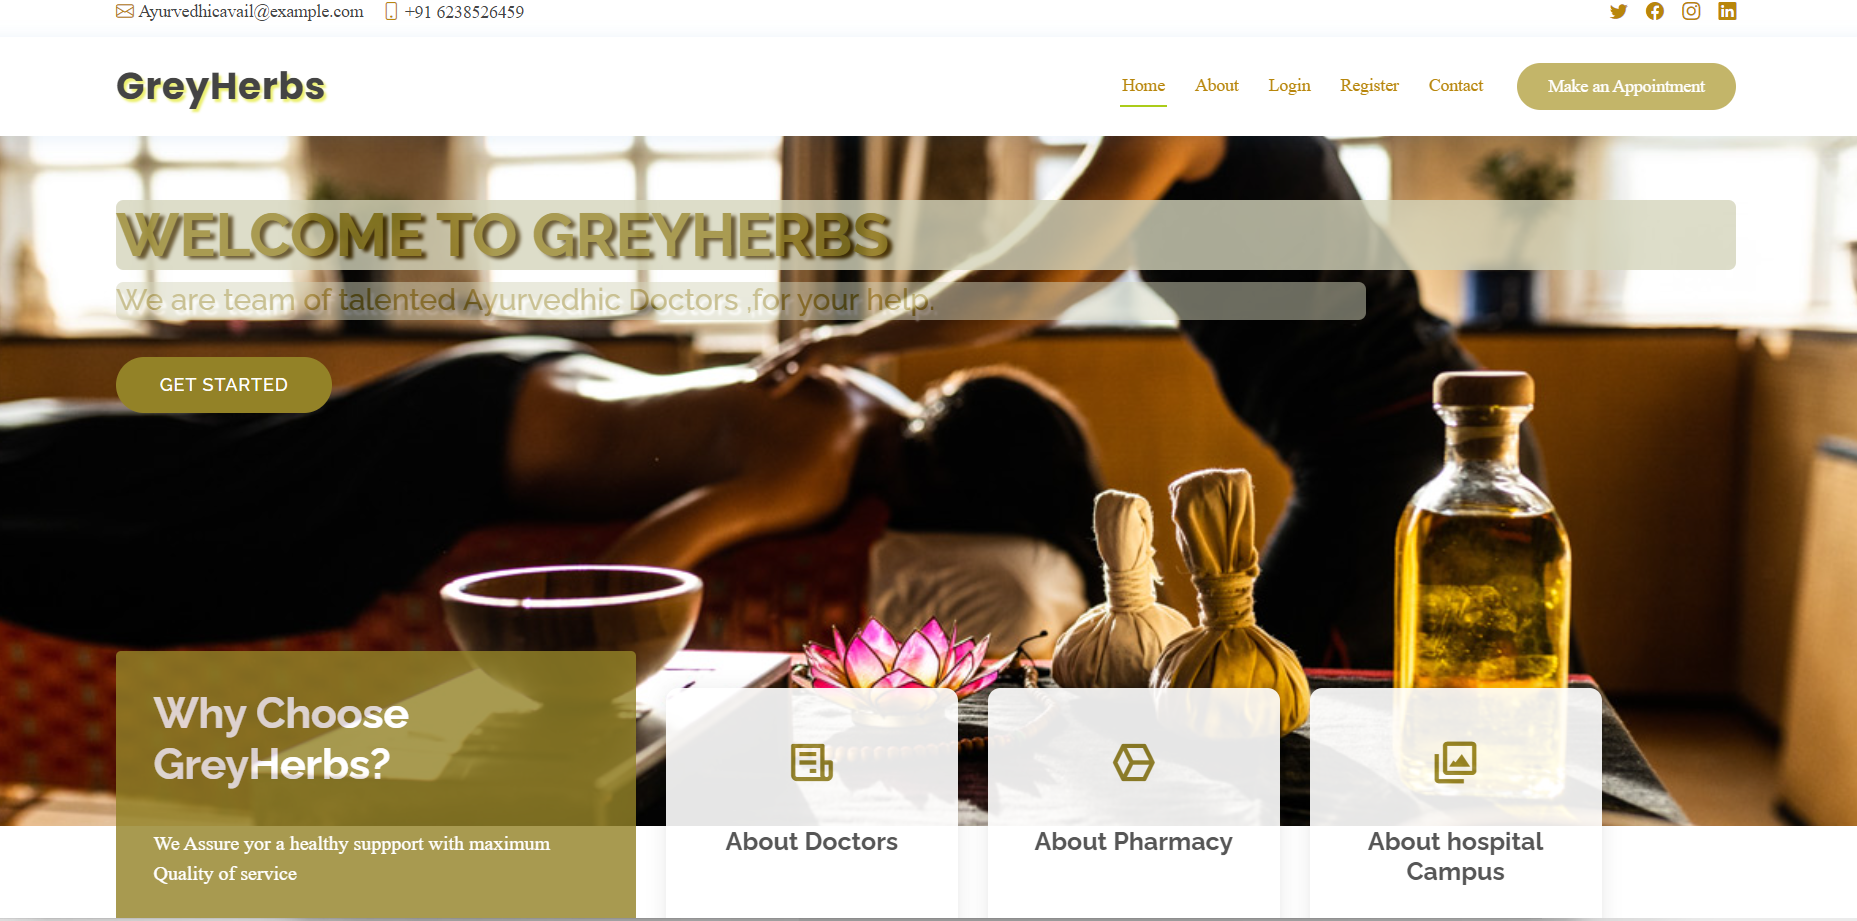 Ayurvedhicavail@example.com +91 6238526459
GreyHerbs
Home About Login Register Contact Make an Appointment
WELCOME TO GREYHERBS
We are team of talented Ayurvedhic Doctors ,for your help.
GET STARTED
Why Choose
GreyHerbs?
We Assure yor a healthy suppport with maximum
Quality of service
About Doctors
About Pharmacy
About hospital
Campus